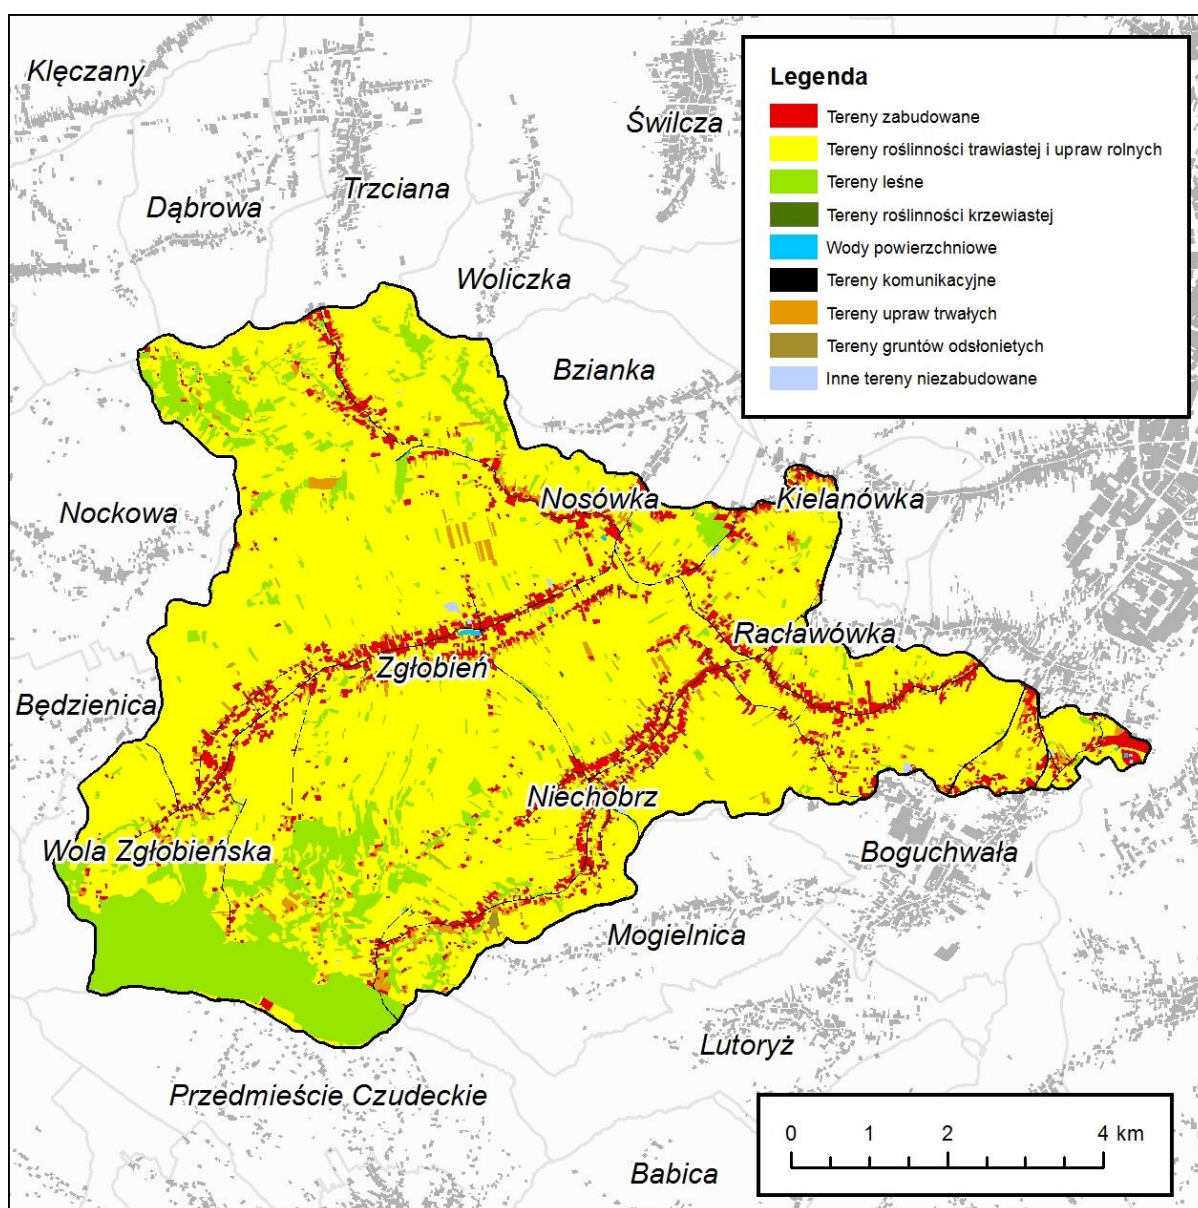 Klęczany
Świlcza
Trzciana
Dąbrowa
Woliczka
Bzianka
Legenda
Tereny zabudowane
Tereny roślinności trawiastej i upraw rolnych
Tereny leśne
Tereny roślinności krzewiastej
Wody powierzchniowe
Tereny komunikacyjne
Tereny upraw trwałych
Tereny gruntów odsłonietych
Inne tereny niezabudowane
Nockowa
Nosówka
Kielanówka
Racławówka
Zgłobień
Będzienica
Niechobrz
Wola Zgłobieńska
Boguchwała
Mogielnica
Lutoryż
Przedmieście Czudeckie
Babica
0 1 2 4 km